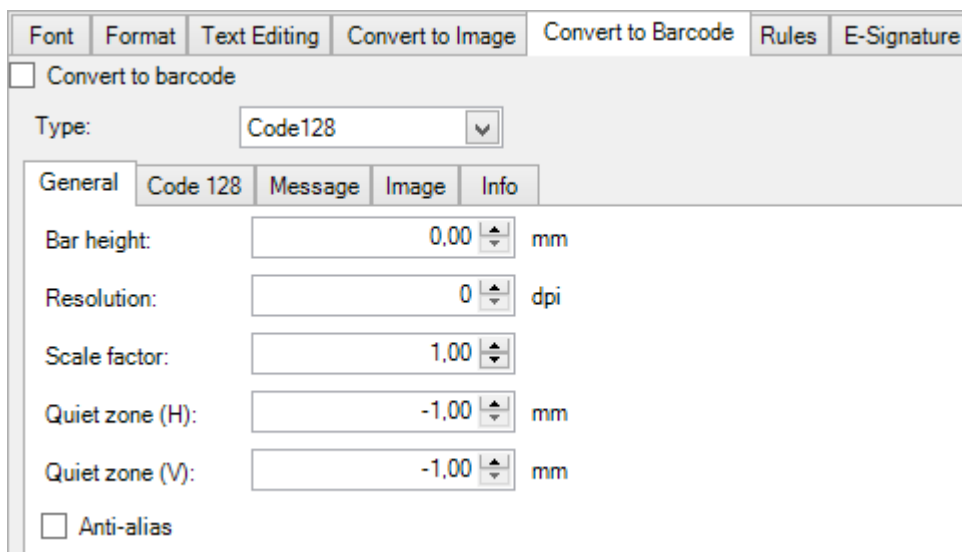 Font Format Text Editing Convert to Image Convert to Barcode Rules E-Signature
Convert to barcode
Type: Code128
General Code 128 Message Image Info
Bar height: 0,00 mm
Resolution: 0 dpi
Scale factor: 1,00
Quiet zone (H): -1,00 mm
Quiet zone (V): -1,00 mm
Anti-alias